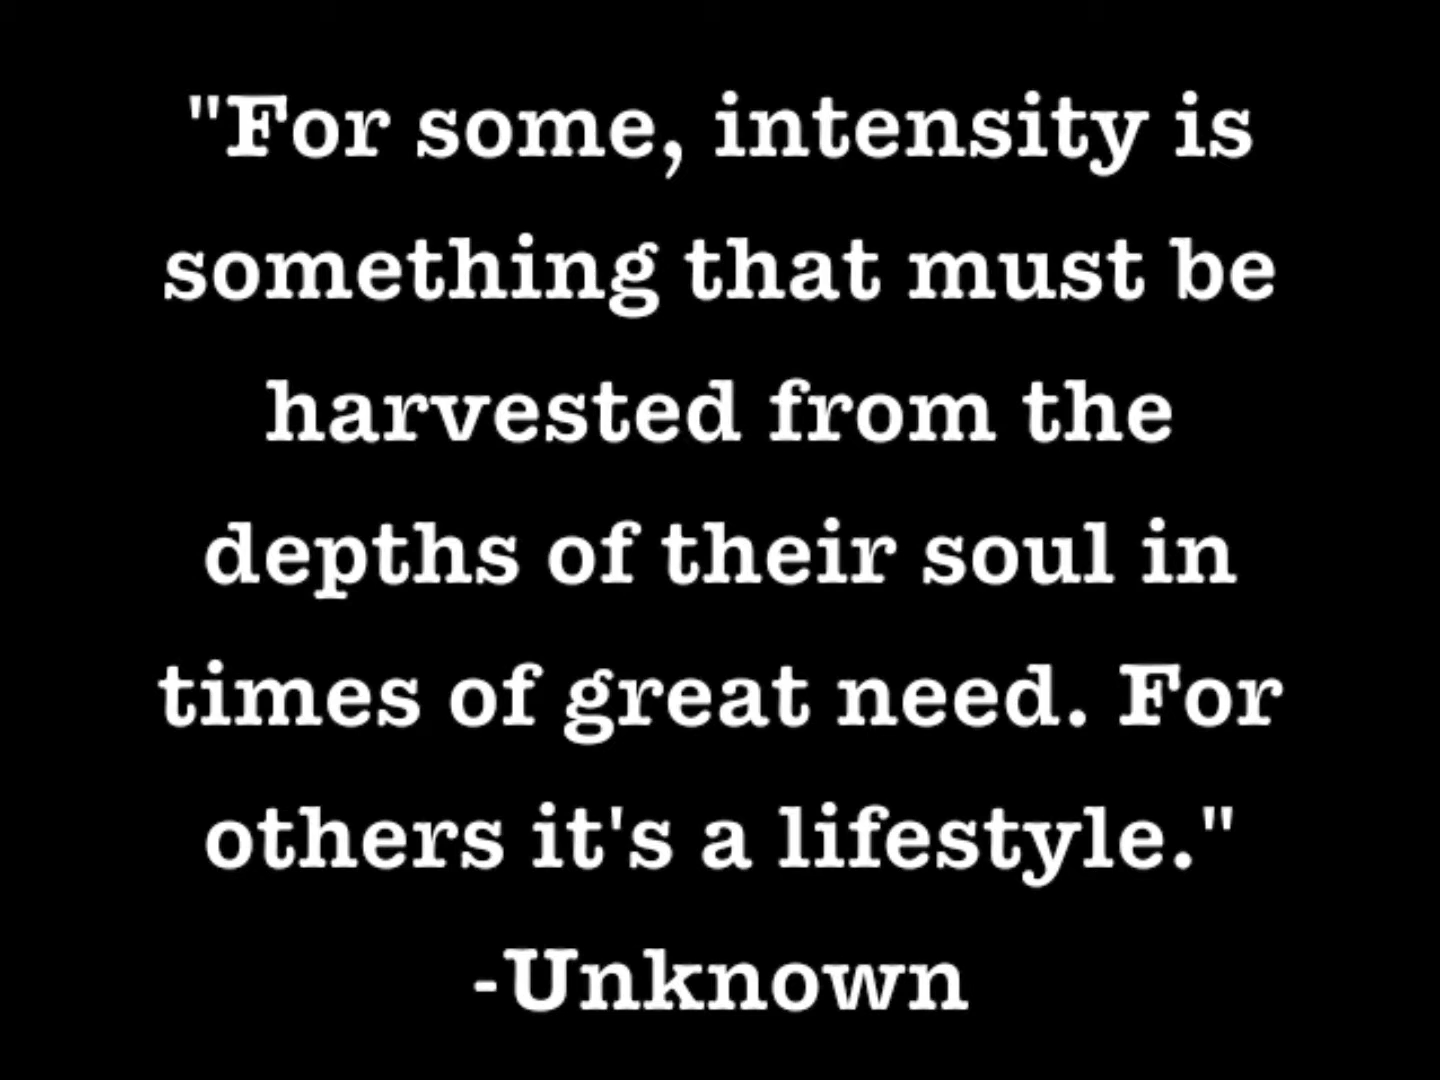 "For some, intensity is
something that must be
harvested from the
depths of their soul in
times of great need. For
others it's a lifestyle."
-Unknown